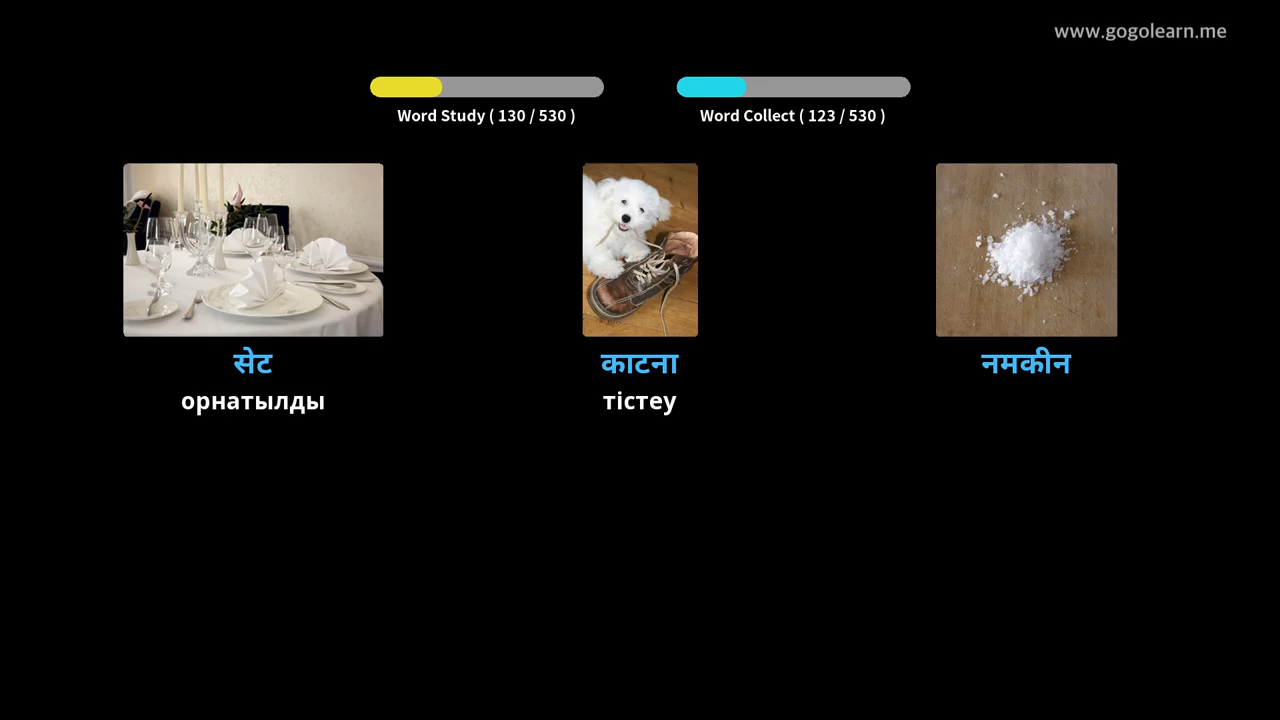 www.gogolearn.me
Word Study ( 130 / 530 )
Word Collect ( 123 / 530 )
सेट
काटना
नमकीन
орнатылды
тістеу